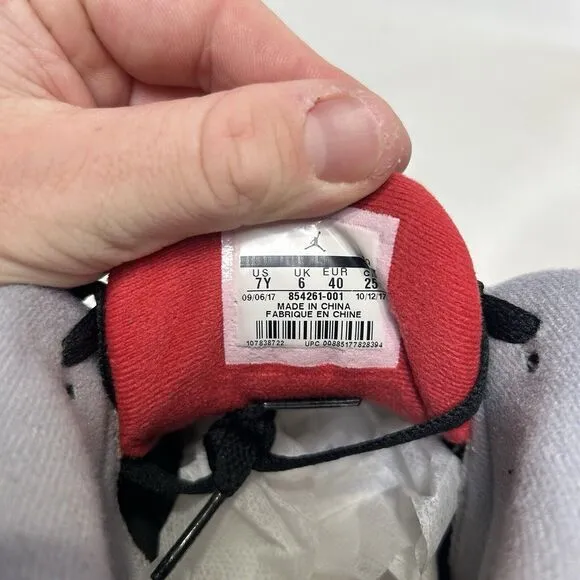 US UK EUR
7Y 6 40 25
09/06/17 854261-001 10/12/17
MADE IN CHINA
FABRIQUE EN CHINE
107838722 UPC 00885177828394